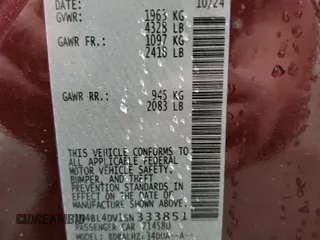 DATE: 10/24
GVWR: 1963 KG
4328 LB
GAWR FR: 1097 KG
2418 LB
GAWR RR: 945 KG
2083 LB
THIS VEHICLE CONFORMS TO ALL
APPLICABLE FEDERAL
MOTOR VEHICLE SAFETY,
BUMPER, AND THEFT PREVENTION
STANDARDS IN EFFECT ON
THE DATE OF MANUFACTURE
SHOWN ABOVE.
333851
PASSENGER CAR 71458U